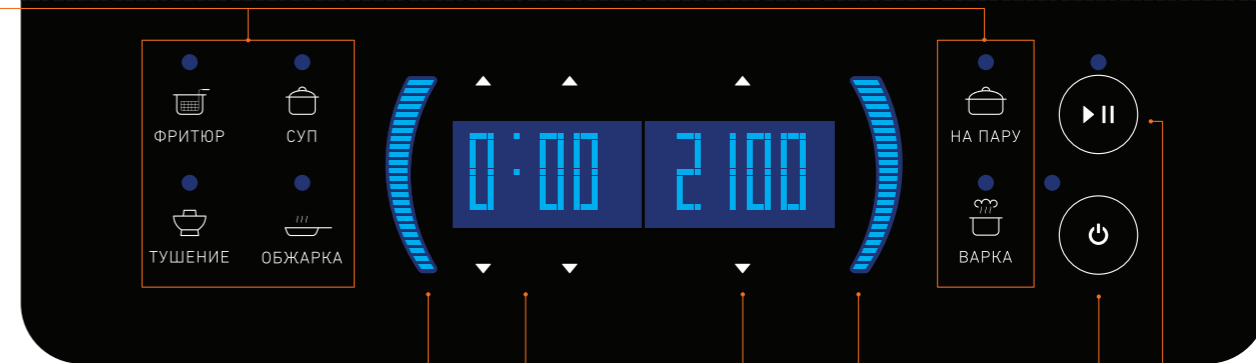 ФРИТЮР
СУП
ТУШЕНИЕ
ОБЖАРКА
0:00
2100
НА ПАРУ
ВАРКА